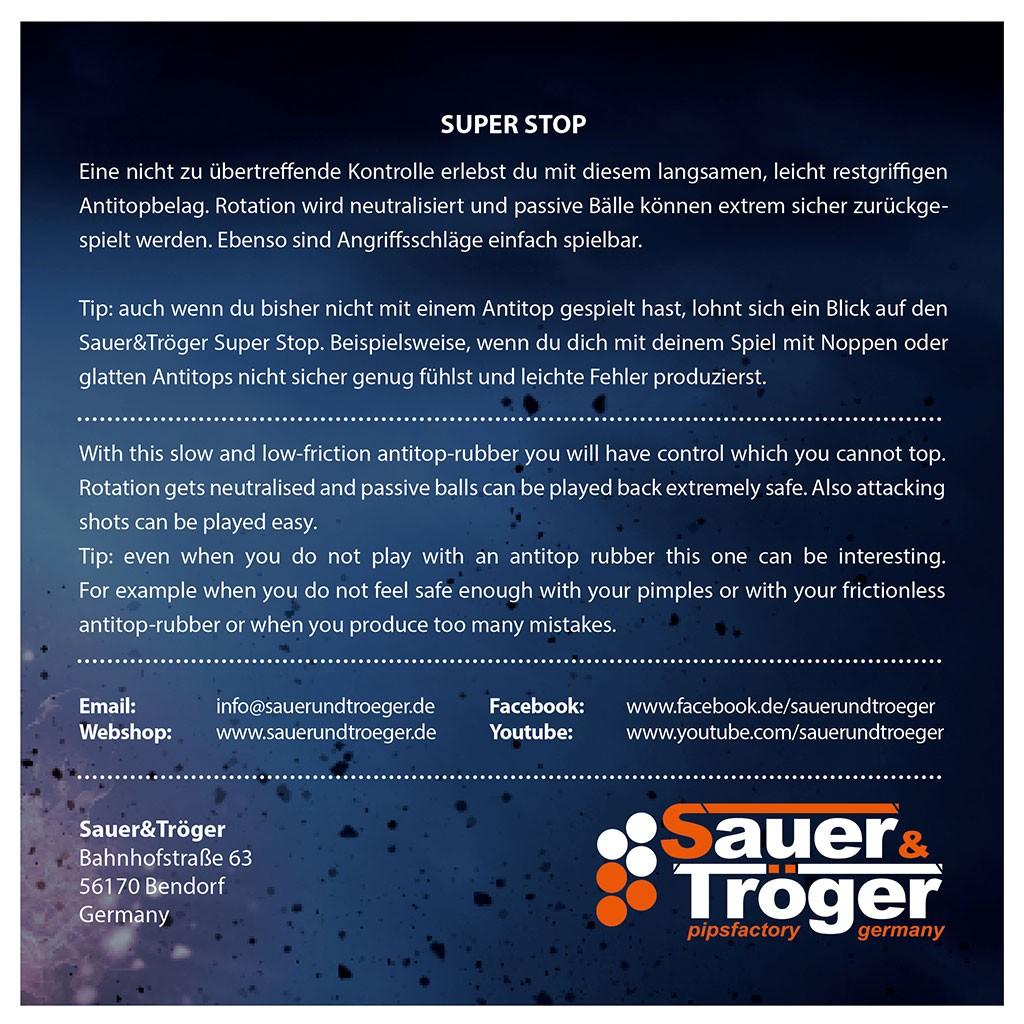 SUPER STOP
Eine nicht zu übertreffende Kontrolle erlebst du mit diesem langsamen, leicht restgriffigen
Antitopbelag. Rotation wird neutralisiert und passive Bälle können extrem sicher zurückge-
spielt werden. Ebenso sind Angriffsschläge einfach spielbar.
Tip: auch wenn du bisher nicht mit einem Antitop gespielt hast, lohnt sich ein Blick auf den
Sauer&Tröger Super Stop. Beispielsweise, wenn du dich mit deinem Spiel mit Noppen oder
glatten Antitops nicht sicher genug fühlst und leichte Fehler produzierst.
With this slow and low-friction antitop-rubber you will have control which you cannot top.
Rotation gets neutralised and passive balls can be played back extremely safe. Also attacking
shots can be played easy.
Tip: even when you do not play with an antitop rubber this one can be interesting.
For example when you do not feel safe enough with your pimples or with your frictionless
antitop-rubber or when you produce too many mistakes.
Email: info@sauerundtroeger.de Facebook: www.facebook.de/sauerundtroeger
Webshop: www.sauerundtroeger.de Youtube: www.youtube.com/sauerundtroeger
Sauer&Tröger
Bahnhofstraße 63
56170 Bendorf
Germany
Sauer &
Tröger
pipsfactory germany